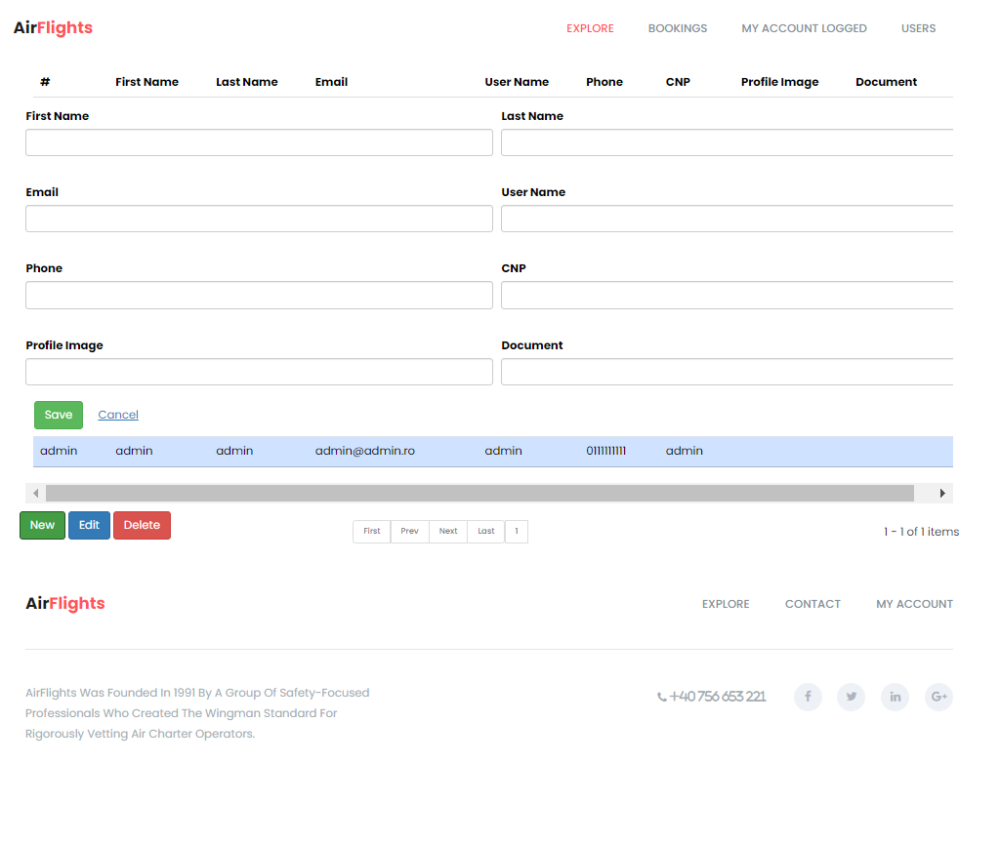 AirFlights EXPLORE BOOKINGS MY ACCOUNT LOGGED USERS
# First Name Last Name Email User Name Phone CNP Profile Image Document
First Name Last Name
Email User Name
Phone CNP
Profile Image Document
Save Cancel
admin admin admin admin@admin.ro admin 0111111111 admin
New Edit Delete First Prev Next Last 1 1 - 1 of 1 items
AirFlights EXPLORE CONTACT MY ACCOUNT
AirFlights Was Founded In 1991 By A Group Of Safety-Focused
Professionals Who Created The Wingman Standard For
Rigorously Vetting Air Charter Operators.
+40 756 653 221